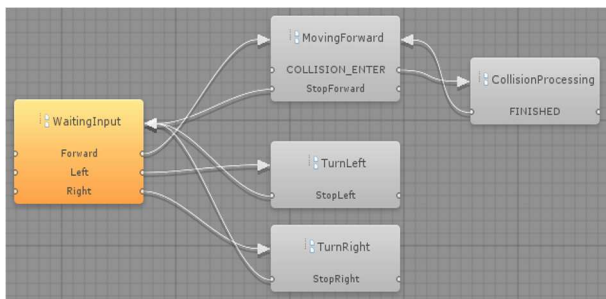 WaitingInput
Forward
Left
Right
MovingForward
COLLISION_ENTER
StopForward
TurnLeft
StopLeft
TurnRight
StopRight
CollisionProcessing
FINISHED